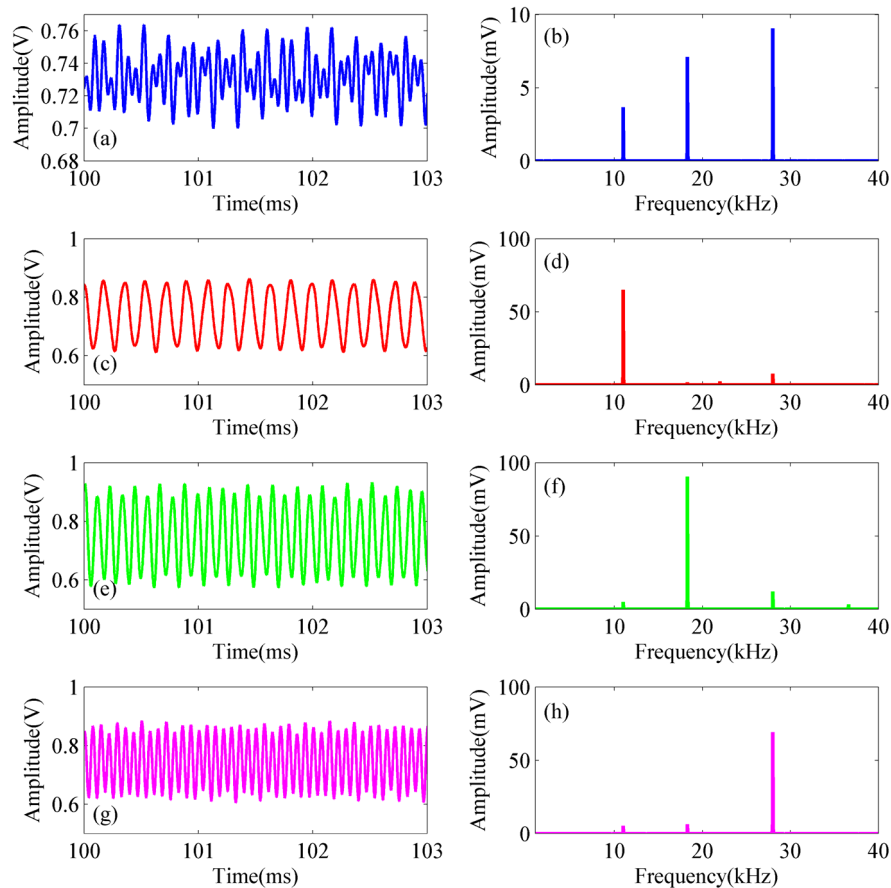 0.76
0.74
0.72
0.7
0.68
Amplitude(V)
(a)
100 101 102 103
Time(ms)
10
5
0
Amplitude(mV)
(b)
10 20 30 40
Frequency(kHz)
1
0.8
0.6
Amplitude(V)
(c)
100 101 102 103
Time(ms)
100
50
0
Amplitude(mV)
(d)
10 20 30 40
Frequency(kHz)
1
0.8
0.6
Amplitude(V)
(e)
100 101 102 103
Time(ms)
100
50
0
Amplitude(mV)
(f)
10 20 30 40
Frequency(kHz)
1
0.8
0.6
Amplitude(V)
(g)
100 101 102 103
Time(ms)
100
50
0
Amplitude(mV)
(h)
10 20 30 40
Frequency(kHz)